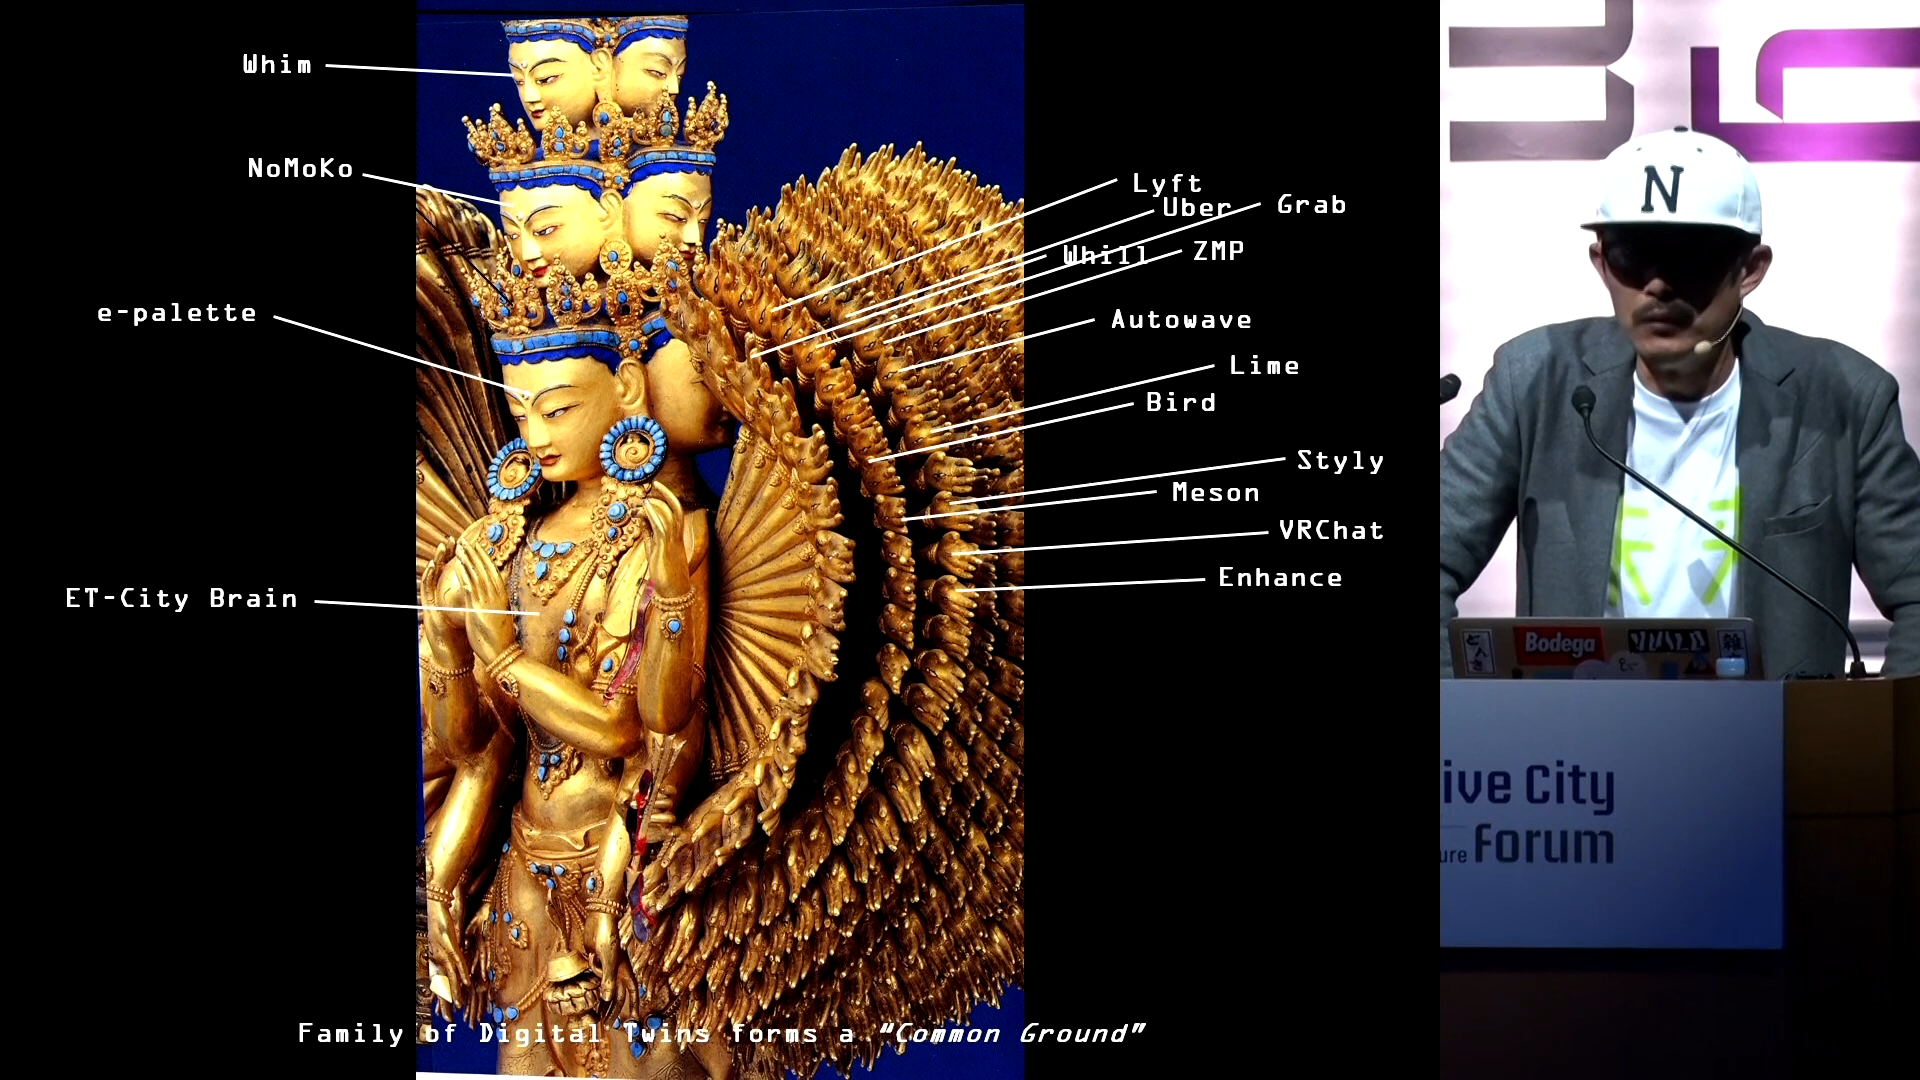 Whim
NoMoKo
e-palette
ET-City Brain
Lyft
Uber
Grab
Whill
ZMP
Autowave
Lime
Bird
Styly
Meson
VRChat
Enhance
Family of Digital Twins forms a “Common Ground”
N
Bodega
ive City
ure Forum